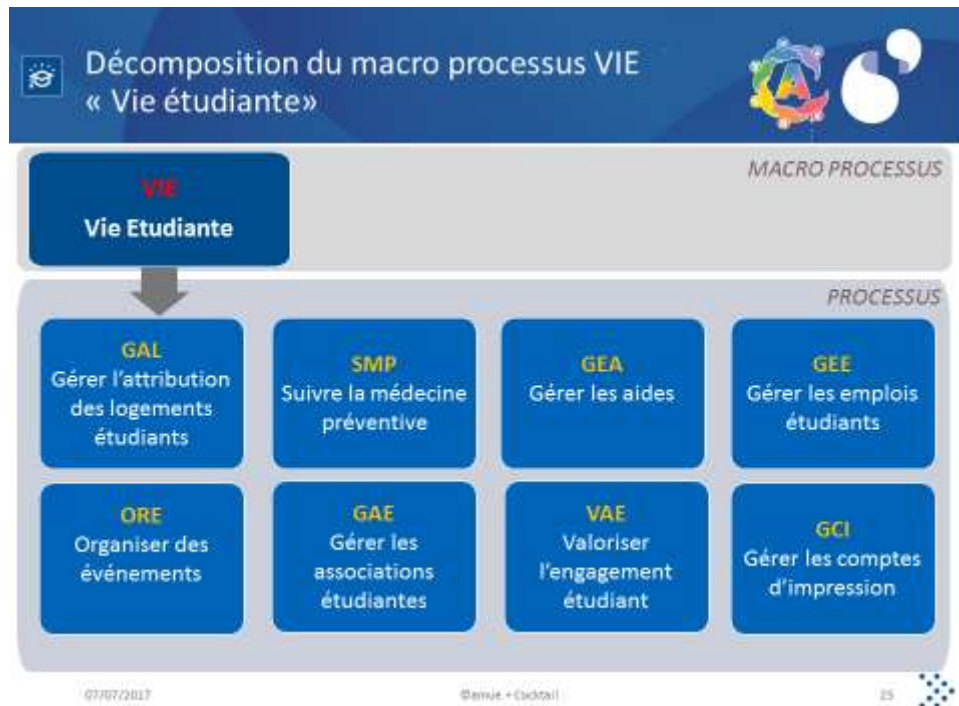 Décomposition du macro processus VIE
« Vie étudiante»
MACRO PROCESSUS
VIE
Vie Etudiante
PROCESSUS
GAL
Gérer l'attribution
des logements
étudiants
SMP
Suivre la médecine
préventive
GEA
Gérer les aides
GEE
Gérer les emplois
étudiants
ORE
Organiser des
événements
GAE
Gérer les
associations
étudiantes
VAE
Valoriser
l'engagement
étudiant
GCI
Gérer les comptes
d'impression
07/07/2017
©amue + Cocktail
25